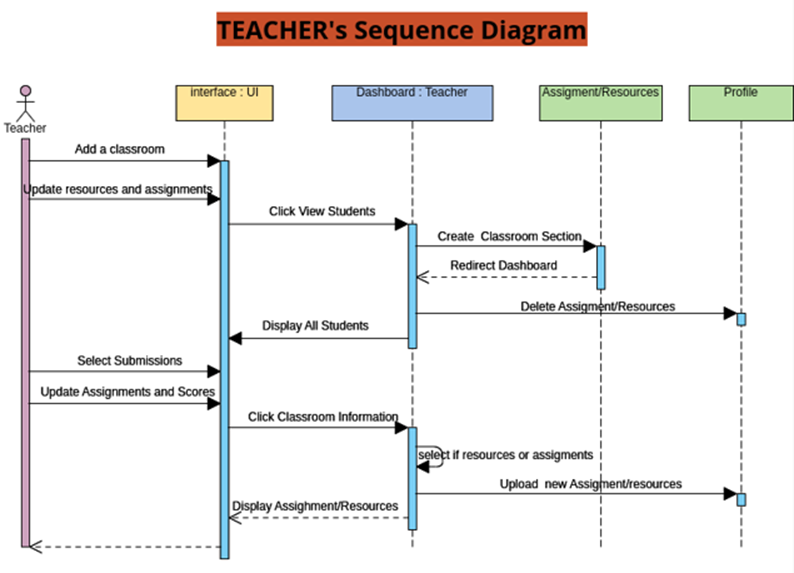 TEACHER's Sequence Diagram
Teacher
interface : UI
Dashboard : Teacher
Assigment/Resources
Profile
Add a classroom
Update resources and assignments
Click View Students
Create Classroom Section
Redirect Dashboard
Delete Assigment/Resources
Display All Students
Select Submissions
Update Assignments and Scores
Click Classroom Information
select if resources or assigments
Upload new Assigment/resources
Display Assighment/Resources